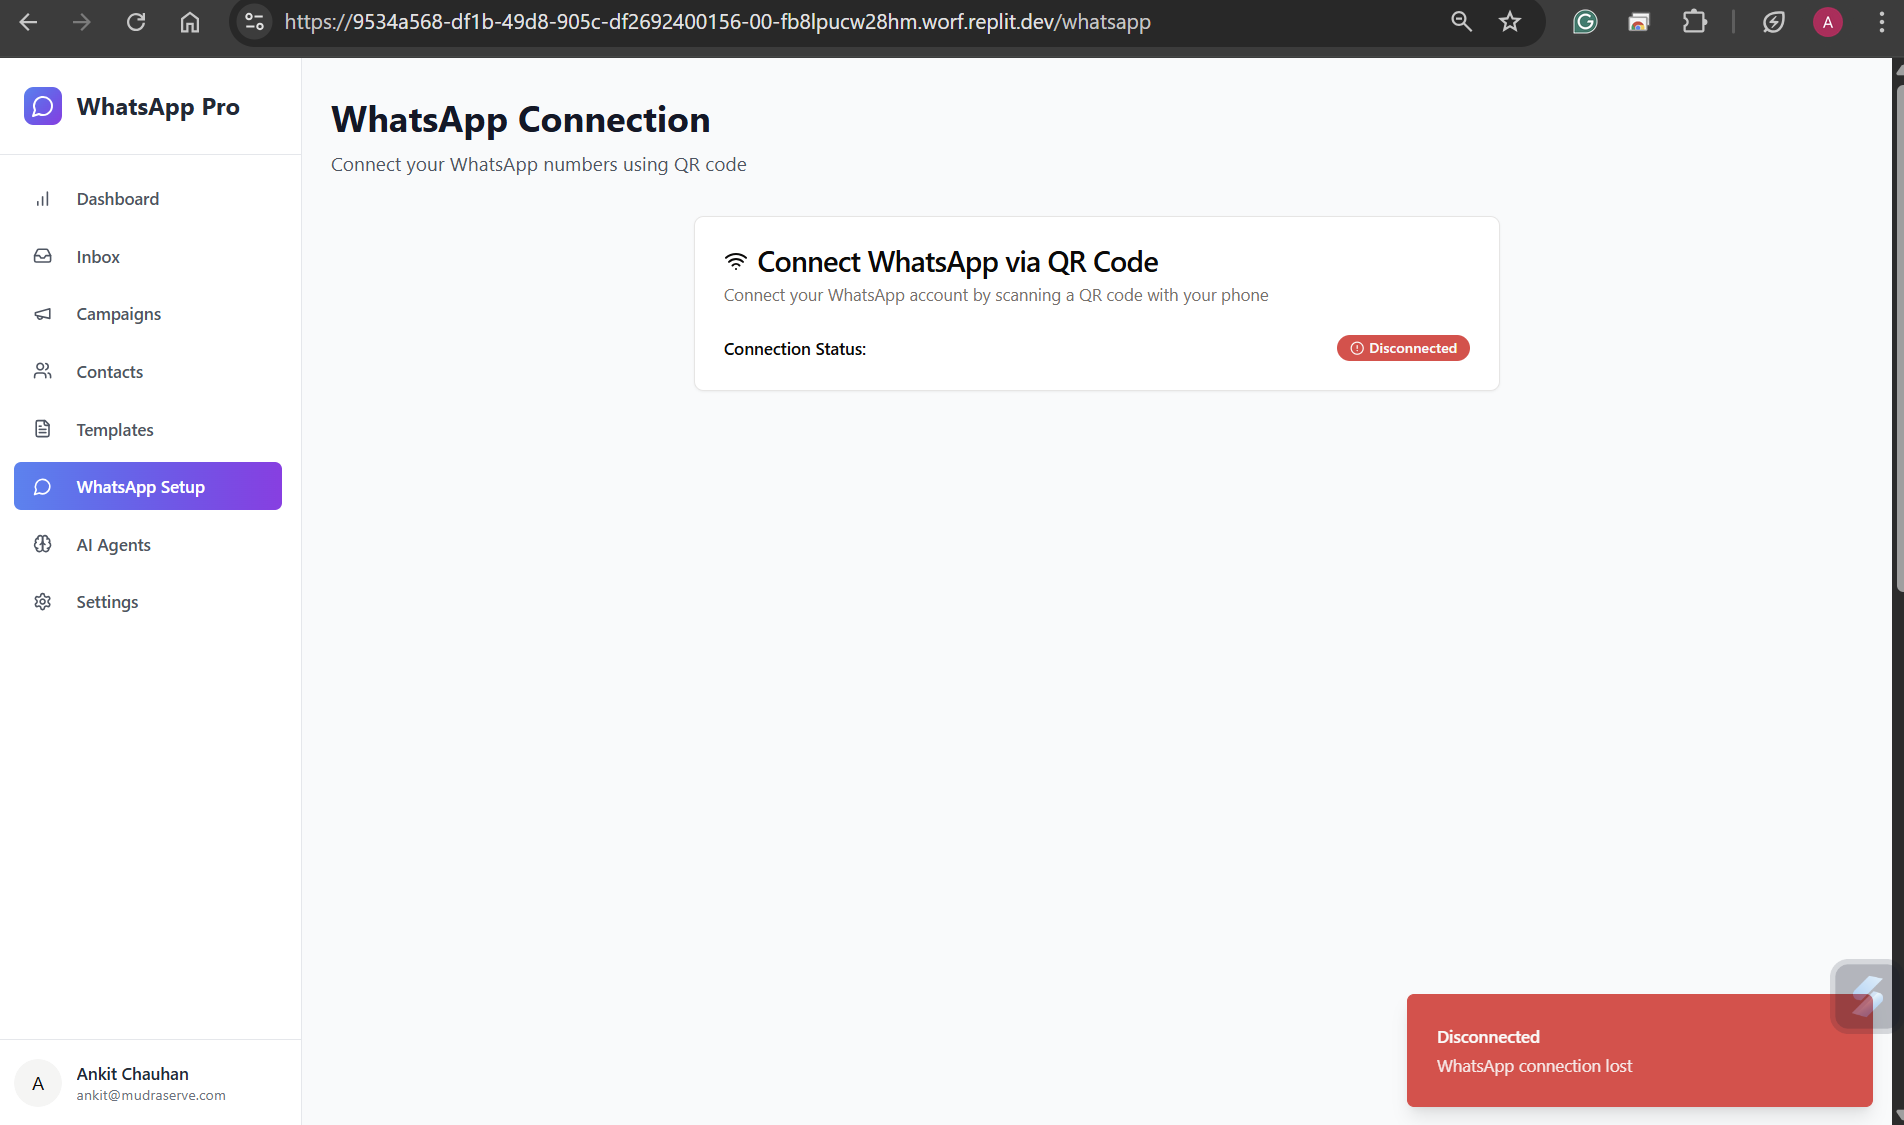 https://9534a568-df1b-49d8-905c-df2692400156-00-fb8lpucw28hm.worf.replit.dev/whatsapp
A
WhatsApp Pro
Dashboard
Inbox
Campaigns
Contacts
Templates
WhatsApp Setup
AI Agents
Settings
A
Ankit Chauhan
ankit@mudraserve.com
WhatsApp Connection
Connect your WhatsApp numbers using QR code
Connect WhatsApp via QR Code
Connect your WhatsApp account by scanning a QR code with your phone
Connection Status:
Disconnected
Disconnected
WhatsApp connection lost